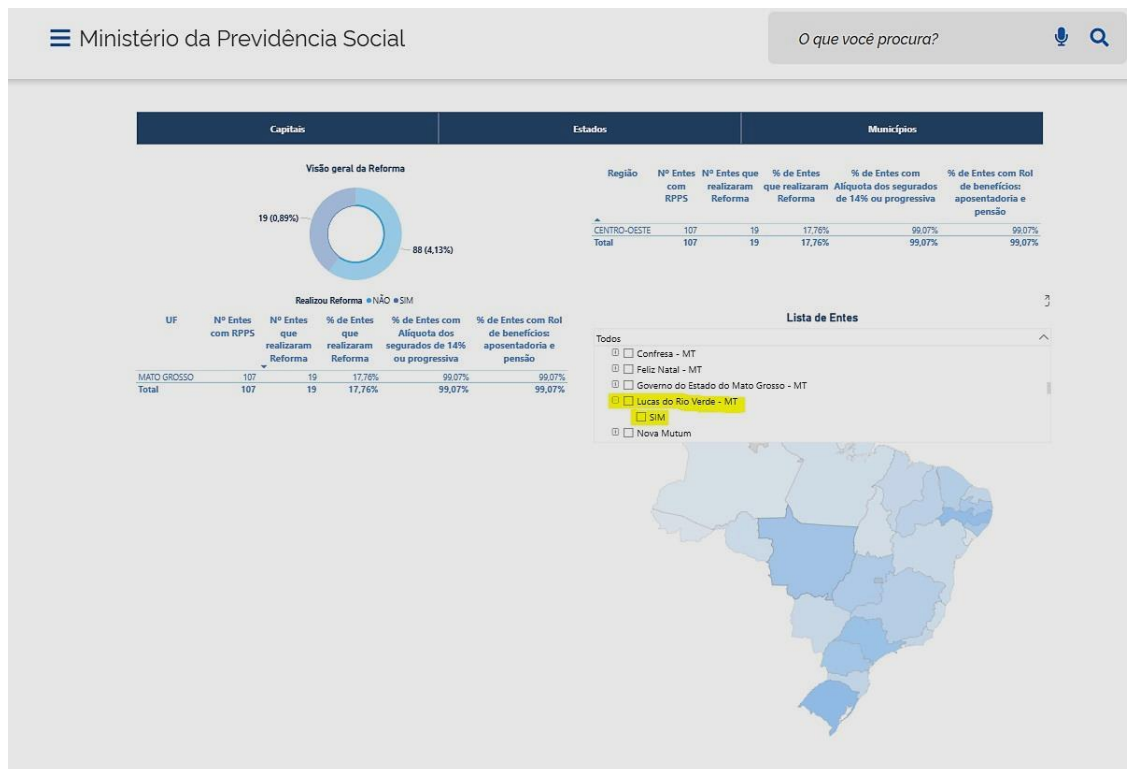 Ministério da Previdência Social
O que você procura?
Capitais
Estados
Municípios
Visão geral da Reforma
19 (0,89%)
88 (4,13%)
Realizou Reforma NÃO SIM
Região Nº Entes com RPPS Nº Entes que realizaram Reforma % de Entes que realizaram Reforma % de Entes com Alíquota dos segurados de 14% ou progressiva % de Entes com Rol de benefícios: aposentadoria e pensão
CENTRO-OESTE 107 19 17,76% 99,07% 99,07%
Total 107 19 17,76% 99,07% 99,07%
UF Nº Entes com RPPS Nº Entes que realizaram Reforma % de Entes que realizaram Reforma % de Entes com Alíquota dos segurados de 14% ou progressiva % de Entes com Rol de benefícios: aposentadoria e pensão
MATO GROSSO 107 19 17,76% 99,07% 99,07%
Total 107 19 17,76% 99,07% 99,07%
Lista de Entes
Todos
Confresa - MT
Feliz Natal - MT
Governo do Estado do Mato Grosso - MT
Lucas do Rio Verde - MT
SIM
Nova Mutum